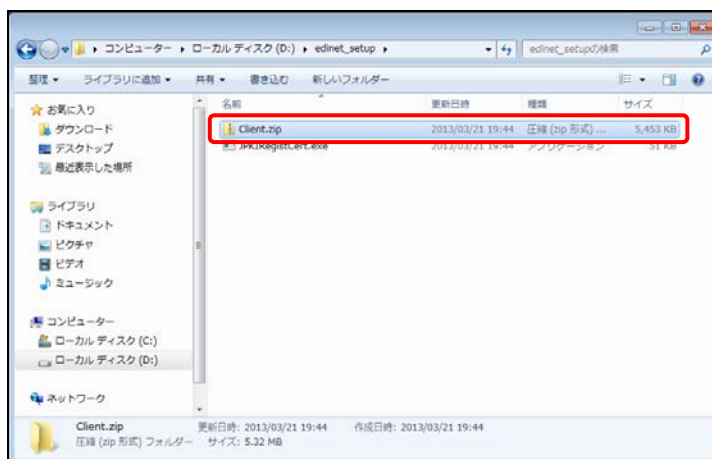 コンピューター ローカル ディスク (D:) edinet_setup edinet_setupの検索
整理 ライブラリに追加 共有 書き込む 新しいフォルダー
お気に入り
ダウンロード
デスクトップ
最近表示した場所
ライブラリ
ドキュメント
ピクチャ
ビデオ
ミュージック
コンピューター
ローカル ディスク (C:)
ローカル ディスク (D:)
ネットワーク
名前 更新日時 種類 サイズ
Client.zip 2013/03/21 19:44 圧縮 (zip 形式) ... 5,453 KB
JPKIRegistCert.exe 2013/03/21 19:44 アプリケーション 51 KB
Client.zip 更新日時: 2013/03/21 19:44 作成日時: 2013/03/21 19:44
圧縮 (zip 形式) フォルダー サイズ: 5.32 MB